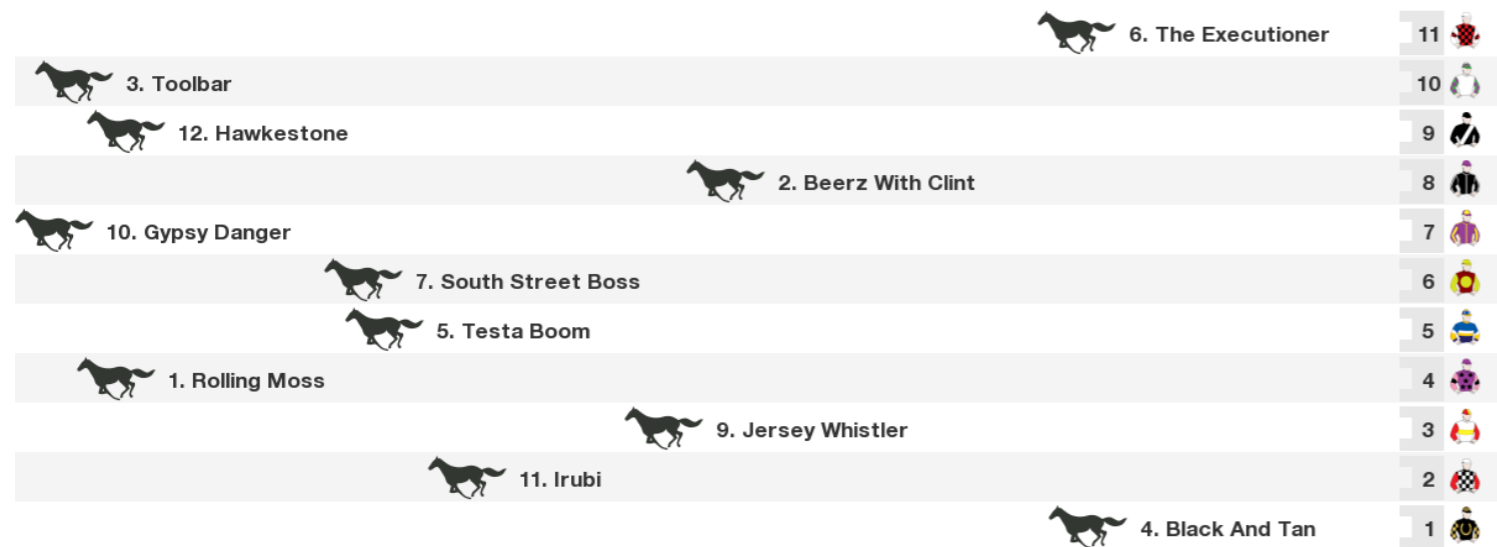 6. The Executioner 11
3. Toolbar 10
12. Hawkestone 9
2. Beerz With Clint 8
10. Gypsy Danger 7
7. South Street Boss 6
5. Testa Boom 5
1. Rolling Moss 4
9. Jersey Whistler 3
11. Irubi 2
4. Black And Tan 1